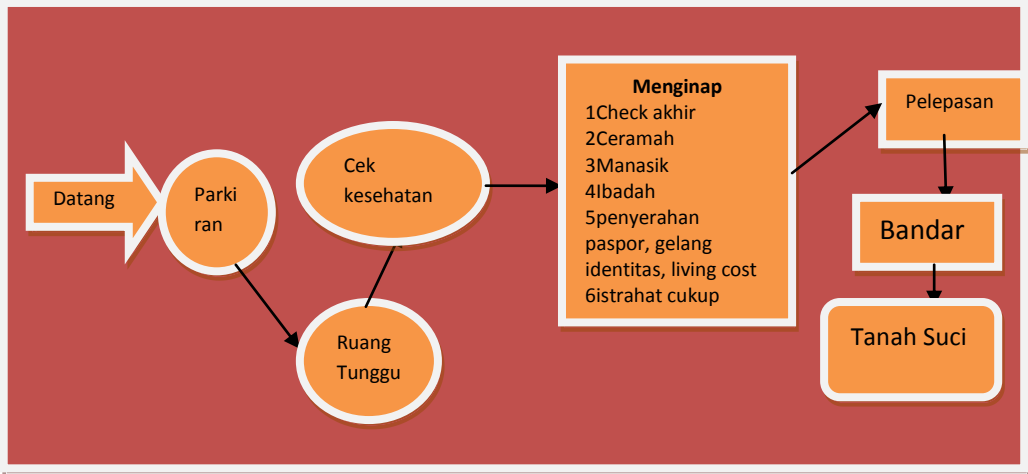 Datang
Parki
ran
Ruang
Tunggu
Cek
kesehatan
Menginap
1Check akhir
2Ceramah
3Manasik
4Ibadah
5penyerahan
paspor, gelang
identitas, living cost
6istrahat cukup
Pelepasan
Bandar
Tanah Suci